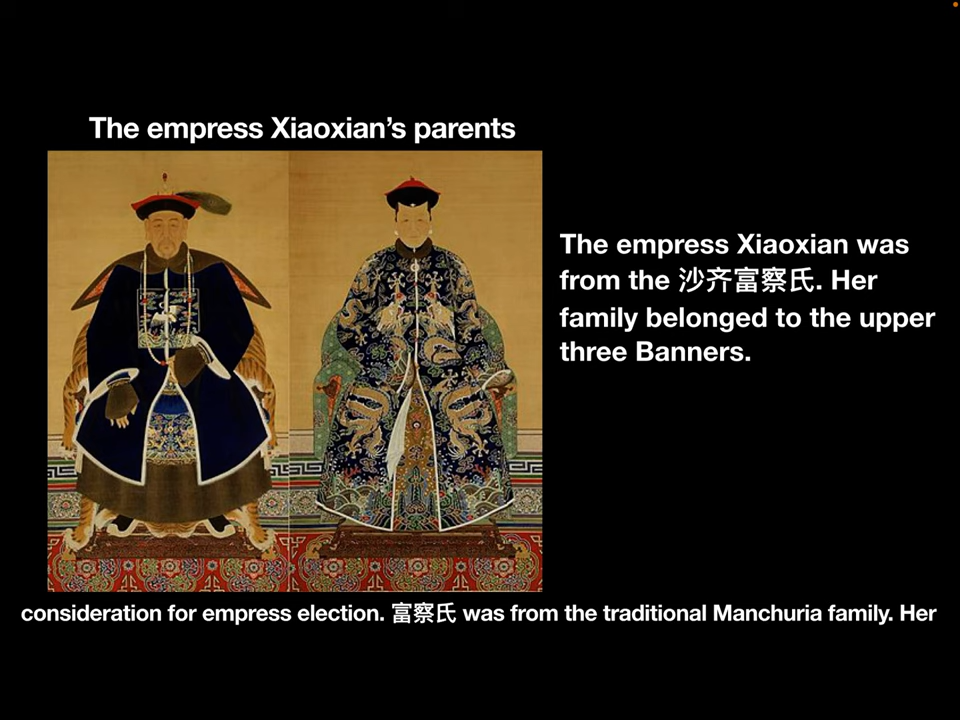 The empress Xiaoxian’s parents
The empress Xiaoxian was
from the 沙齐富察氏. Her
family belonged to the upper
three Banners.
consideration for empress election. 富察氏 was from the traditional Manchuria family. Her